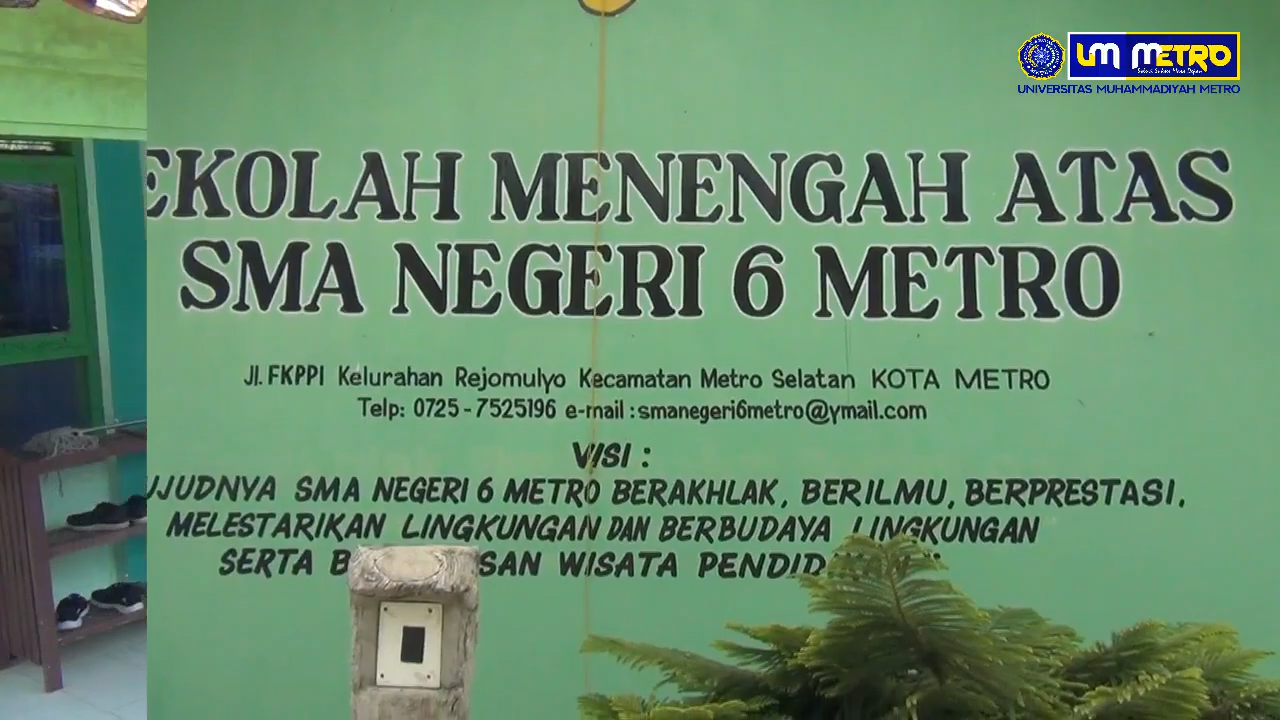 UM METRO
UNIVERSITAS MUHAMMADIYAH METRO
EKOLAH MENENGAH ATAS
SMA NEGERI 6 METRO
Jl. FKPPI Kelurahan Rejomulyo Kecamatan Metro Selatan KOTA METRO
Telp: 0725-7525196 e-mail : smanegeri6metro@ymail.com
VISI :
UJUDNYA SMA NEGERI 6 METRO BERAKHLAK, BERILMU, BERPRESTASI,
MELESTARIKAN LINGKUNGAN DAN BERBUDAYA LINGKUNGAN
SERTA B SAN WISATA PENDID